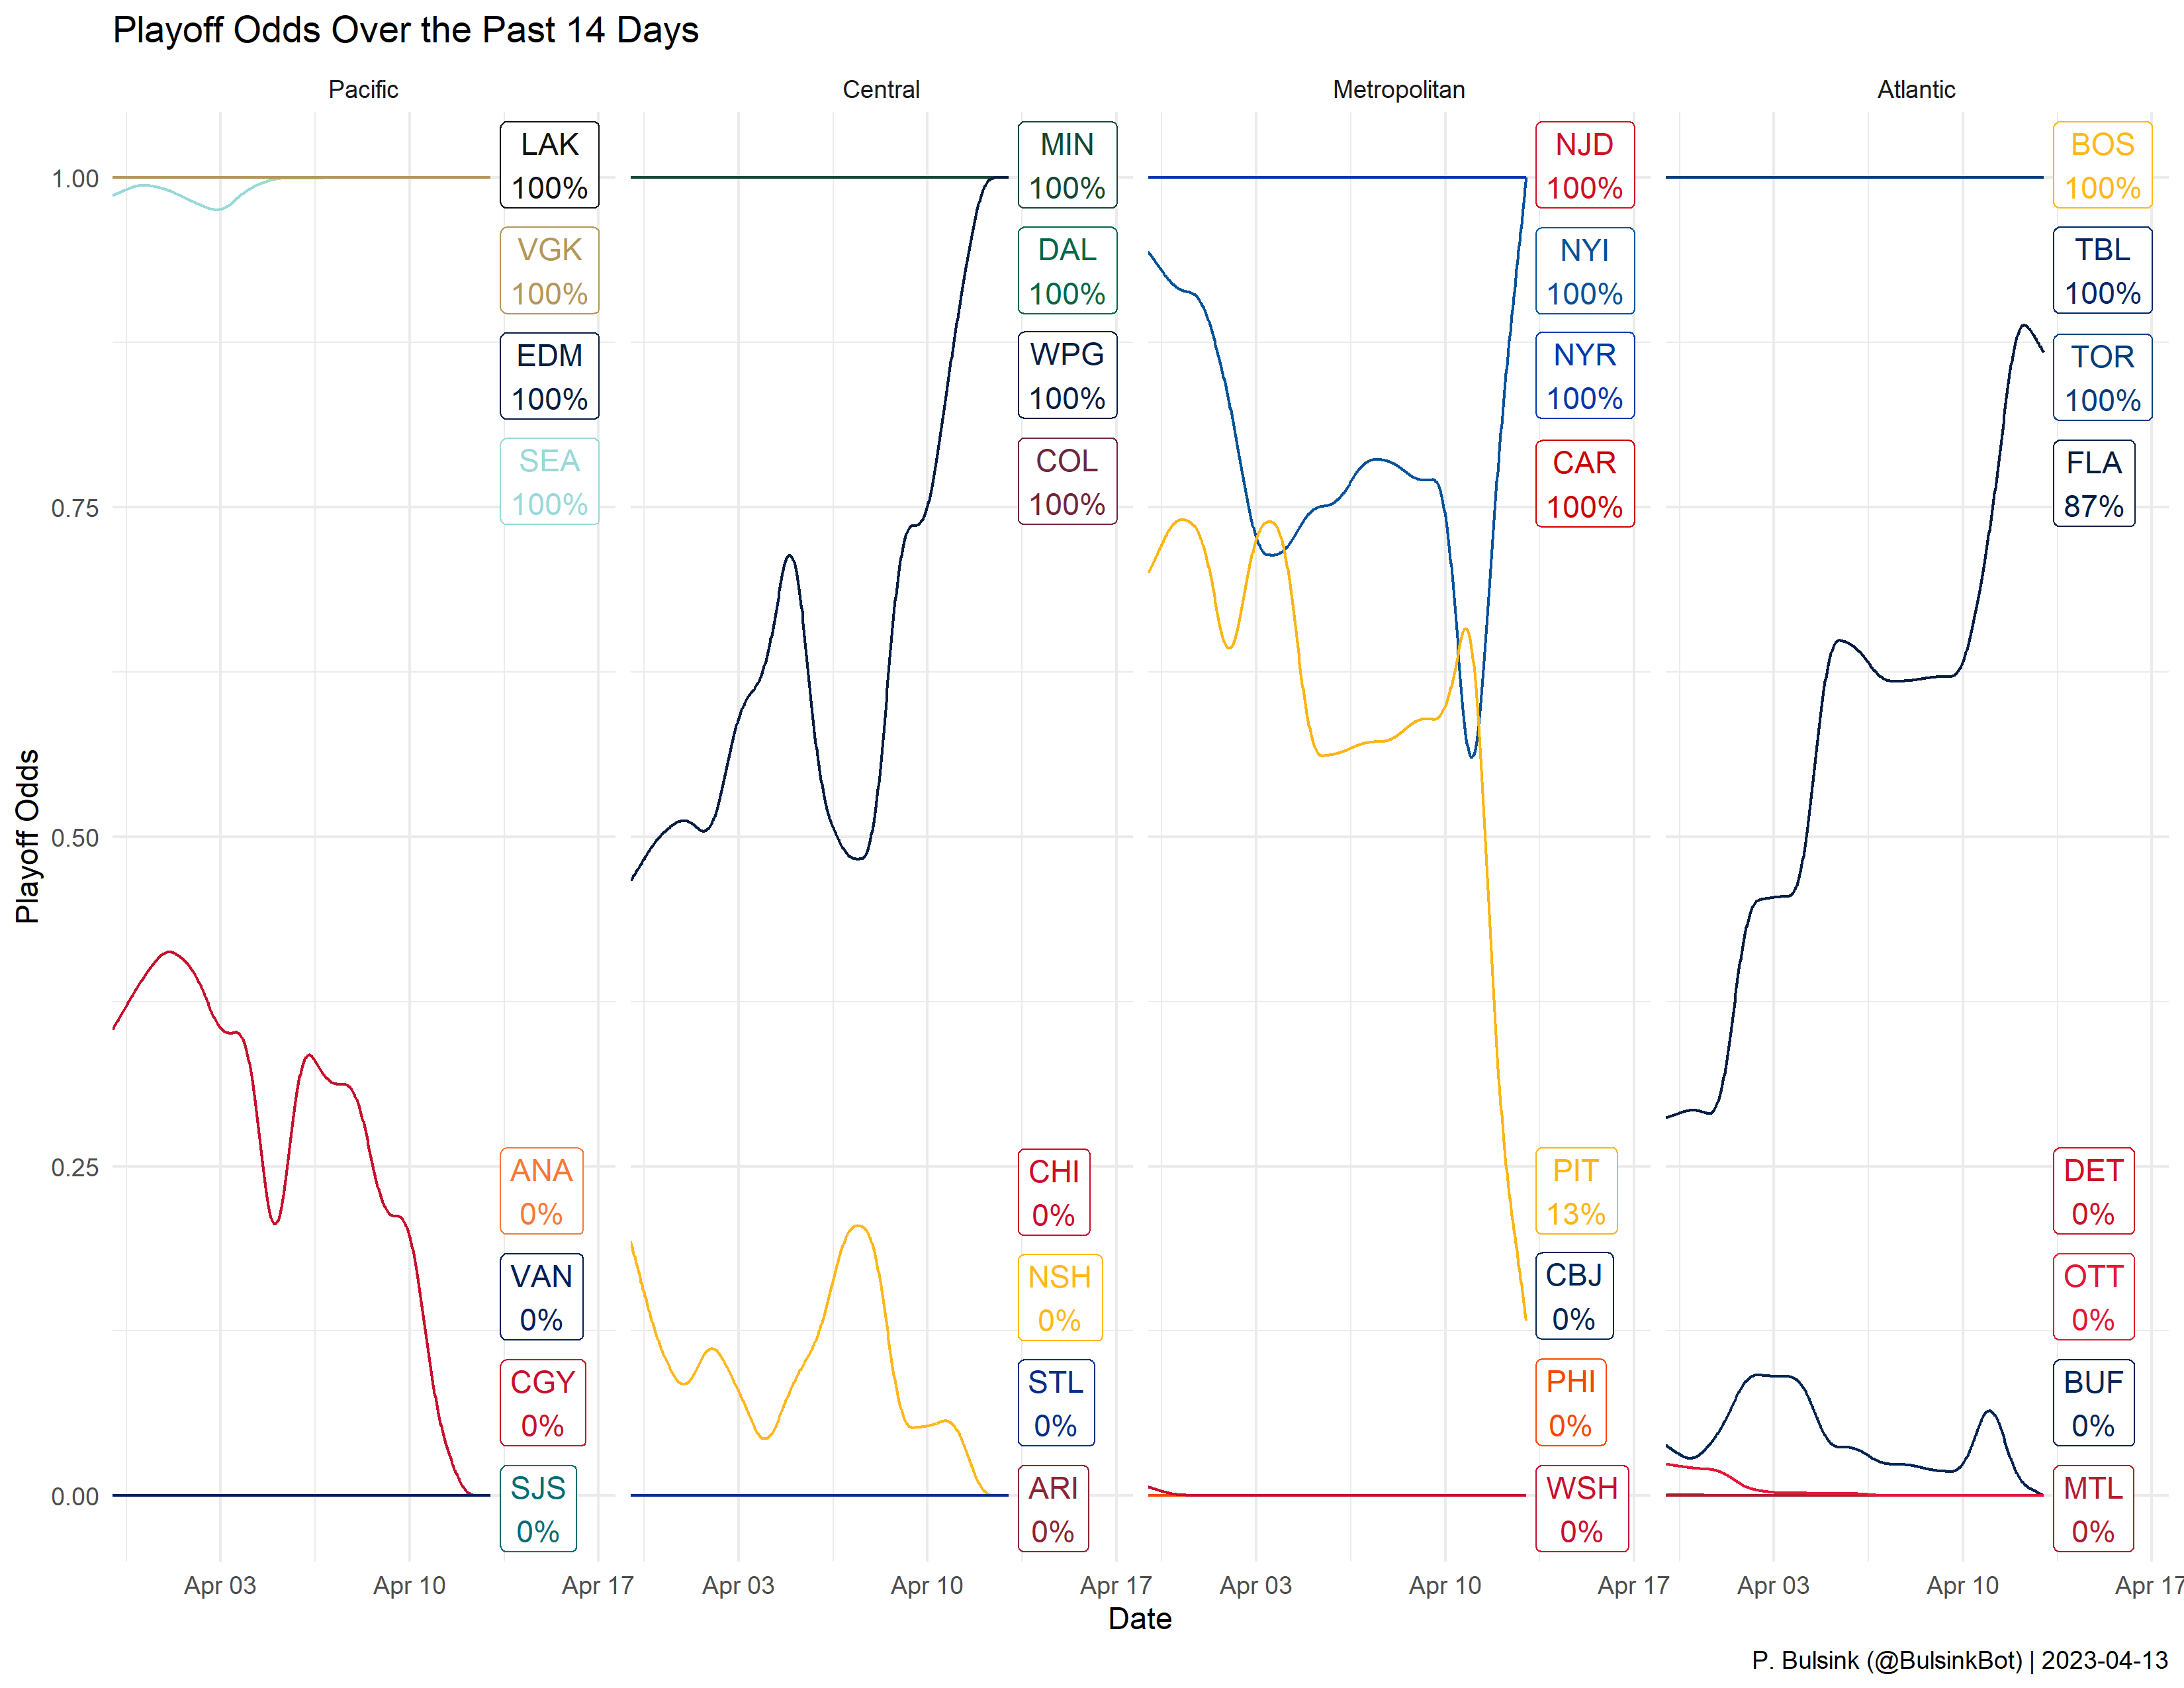 Playoff Odds Over the Past 14 Days
Pacific
Central
Metropolitan
Atlantic
Playoff Odds
1.00
0.75
0.50
0.25
0.00
LAK
100%
VGK
100%
EDM
100%
SEA
100%
ANA
0%
VAN
0%
CGY
0%
SJS
0%
MIN
100%
DAL
100%
WPG
100%
COL
100%
CHI
0%
NSH
0%
STL
0%
ARI
0%
NJD
100%
NYI
100%
NYR
100%
CAR
100%
PIT
13%
CBJ
0%
PHI
0%
WSH
0%
BOS
100%
TBL
100%
TOR
100%
FLA
87%
DET
0%
OTT
0%
BUF
0%
MTL
0%
Apr 03 Apr 10 Apr 17 Apr 03 Apr 10 Apr 17 Apr 03 Apr 10 Apr 17 Apr 03 Apr 10 Apr 17
Date
P. Bulsink (@BulsinkBot) | 2023-04-13